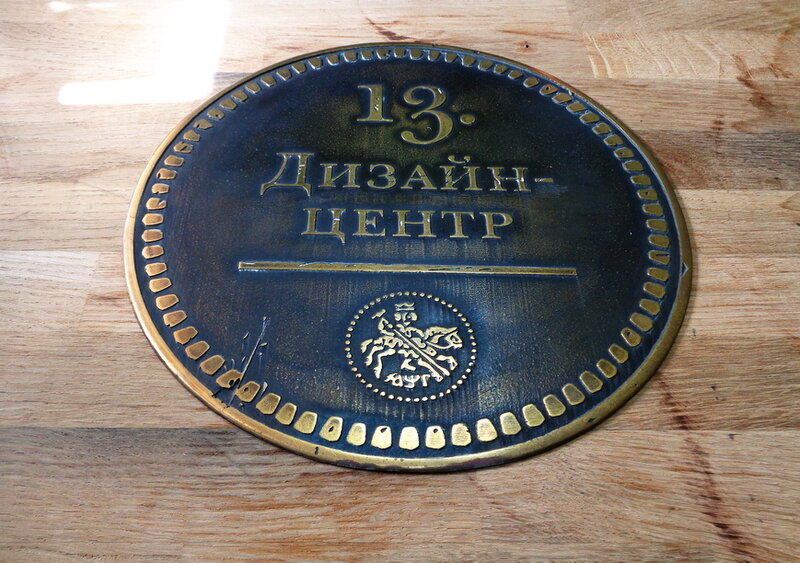 13.
Дизайн-
центр